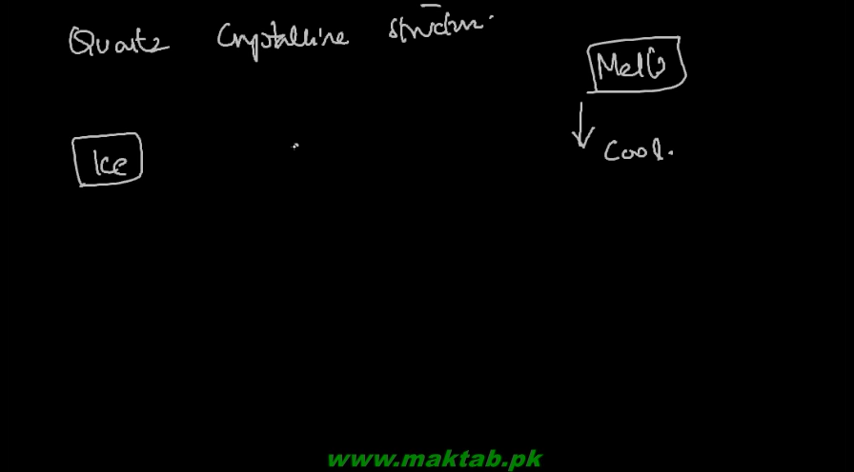 Quartz Crystalline structure.
Melt
Ice
Cool.
www.maktab.pk